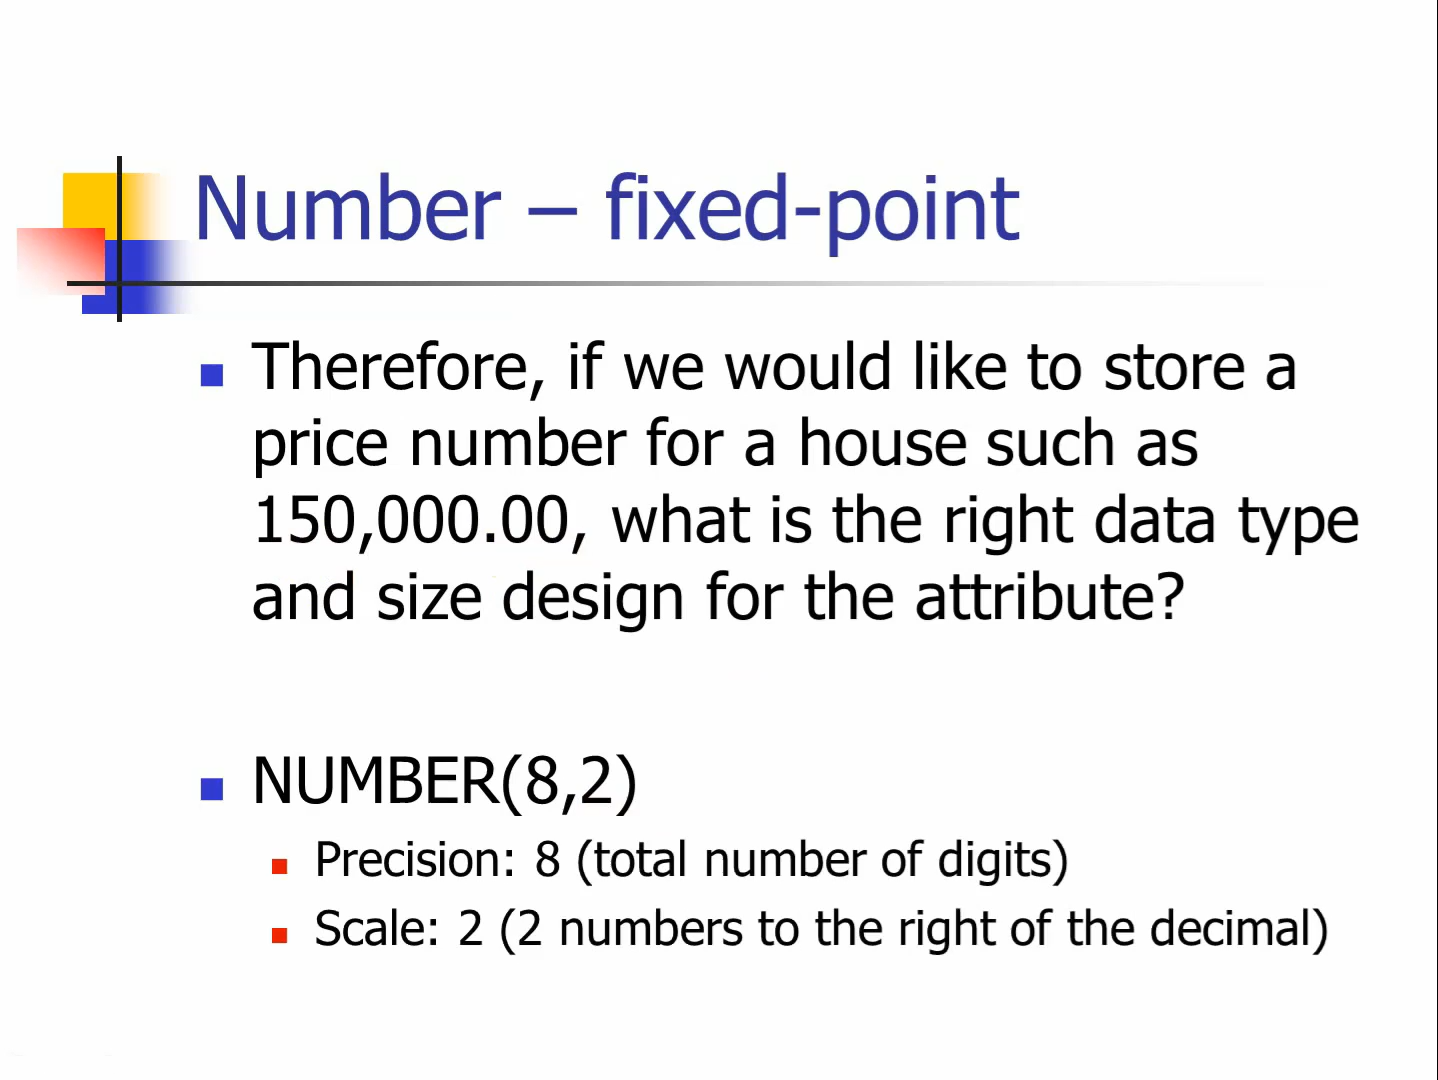 Number – fixed-point
Therefore, if we would like to store a
price number for a house such as
150,000.00, what is the right data type
and size design for the attribute?
NUMBER(8,2)
Precision: 8 (total number of digits)
Scale: 2 (2 numbers to the right of the decimal)